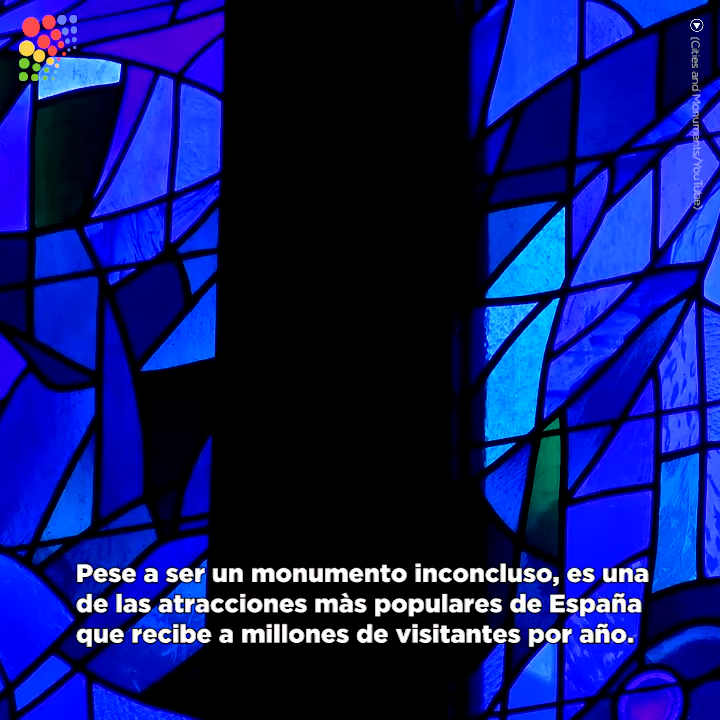 (Cities and Monuments/YouTube)
Pese a ser un monumento inconcluso, es una
de las atracciones màs populares de España
que recibe a millones de visitantes por año.